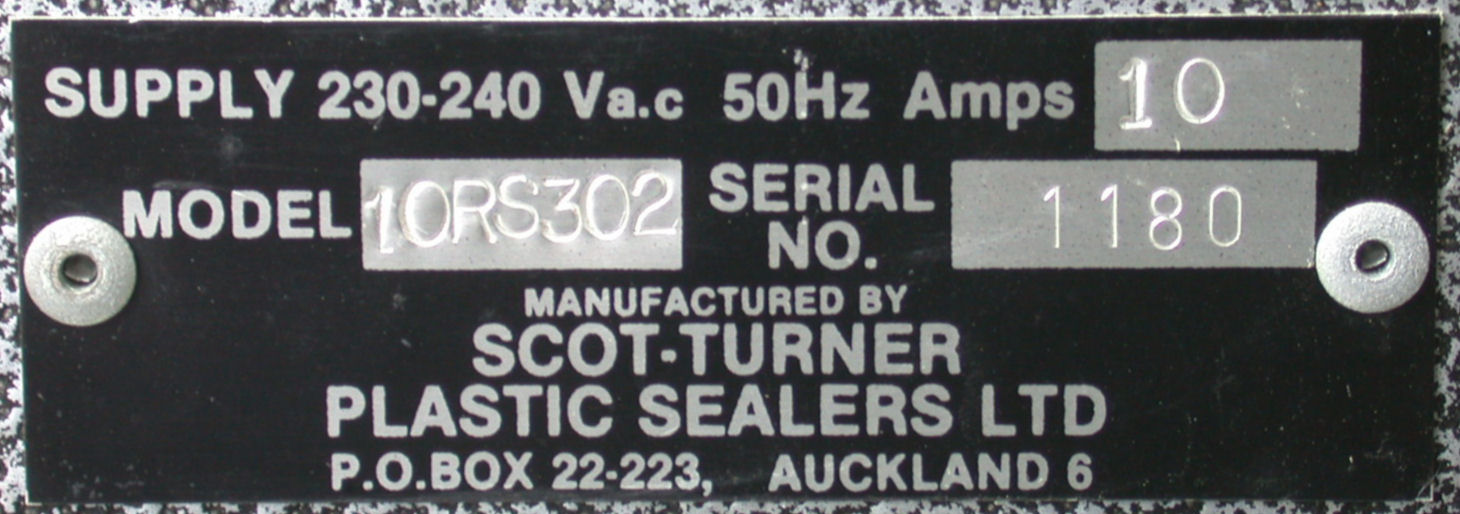 SUPPLY 230-240 Va.c 50Hz Amps 10
MODEL 10RS302 SERIAL NO. 1180
MANUFACTURED BY
SCOT-TURNER
PLASTIC SEALERS LTD
P.O.BOX 22-223, AUCKLAND 6